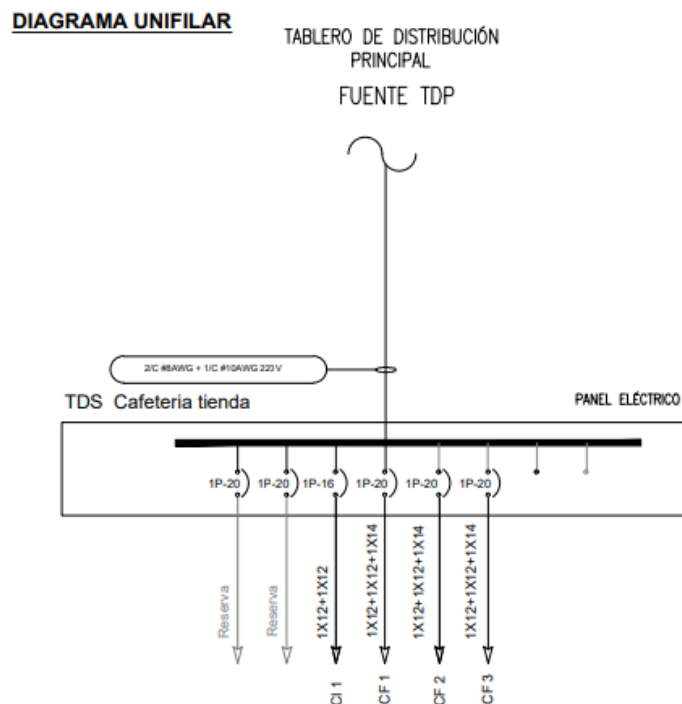 DIAGRAMA UNIFILAR
TABLERO DE DISTRIBUCIÓN
PRINCIPAL
FUENTE TDP
2/C #8AWG + 1/C #10AWG 220V
TDS Cafeteria tienda
PANEL ELÉCTRICO
1P-20
1P-20
1P-16
1P-20
1P-20
1P-20
Reserva
Reserva
1X12+1X12
1X12+1X12+1X14
1X12+1X12+1X14
1X12+1X12+1X14
CI 1
CF 1
CF 2
CF 3